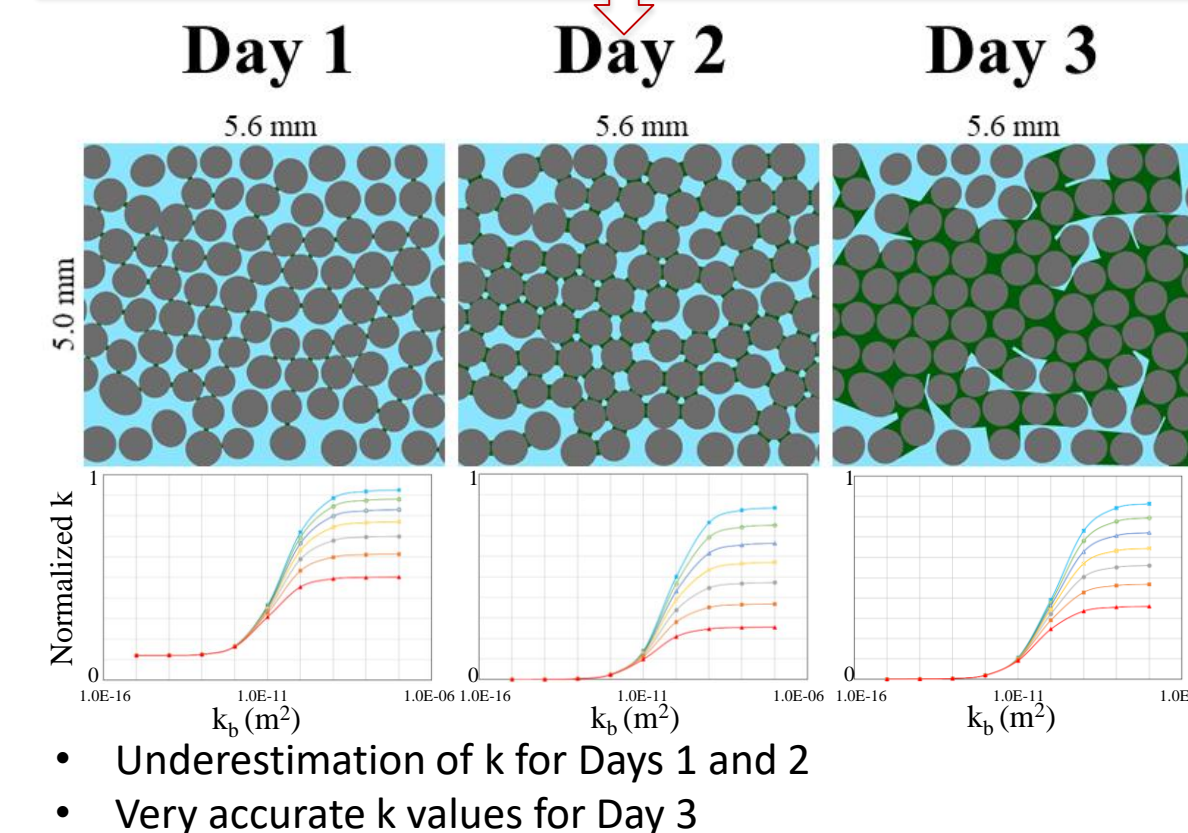 Day 1 Day 2 Day 3
5.6 mm 5.6 mm 5.6 mm
5.0 mm
Normalized k
1 1 1
0 0 0
1.0E-16 1.0E-11 1.0E-06 1.0E-16 1.0E-11 1.0E-06 1.0E-16 1.0E-11
k_b (m²) k_b (m²) k_b (m²)
• Underestimation of k for Days 1 and 2
• Very accurate k values for Day 3